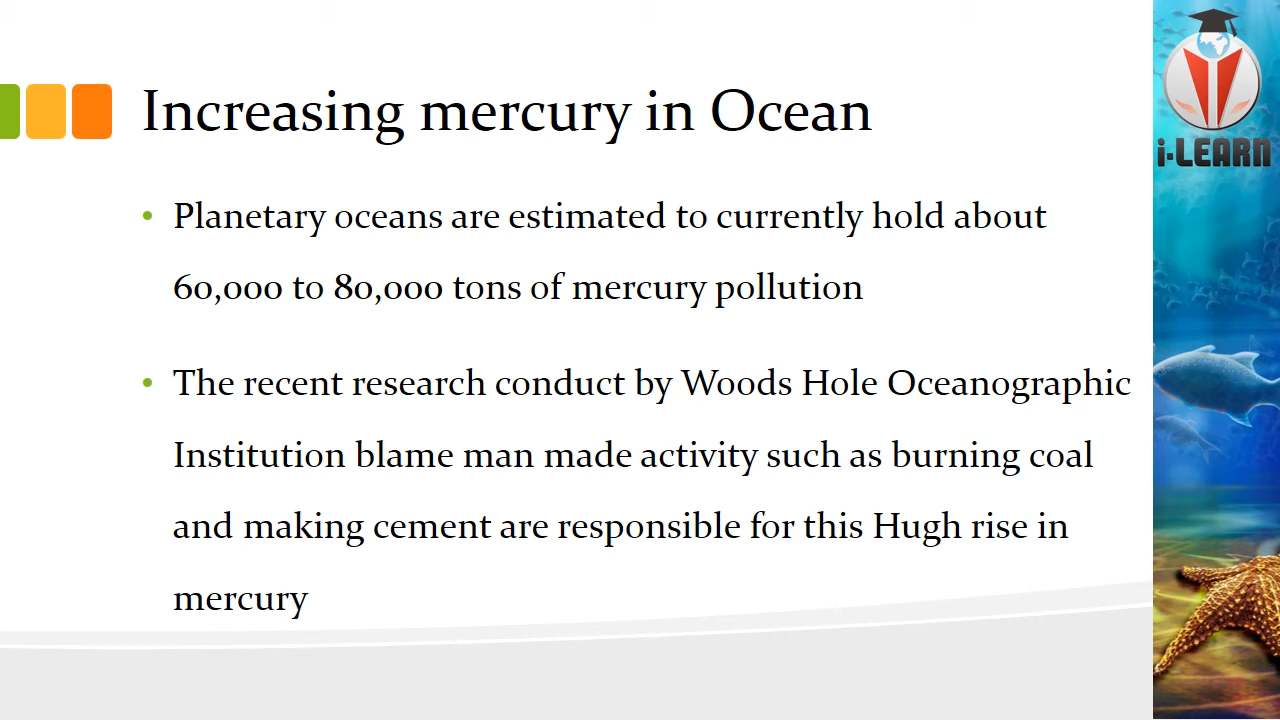 Increasing mercury in Ocean
i-LEARN
• Planetary oceans are estimated to currently hold about
60,000 to 80,000 tons of mercury pollution
• The recent research conduct by Woods Hole Oceanographic
Institution blame man made activity such as burning coal
and making cement are responsible for this Hugh rise in
mercury